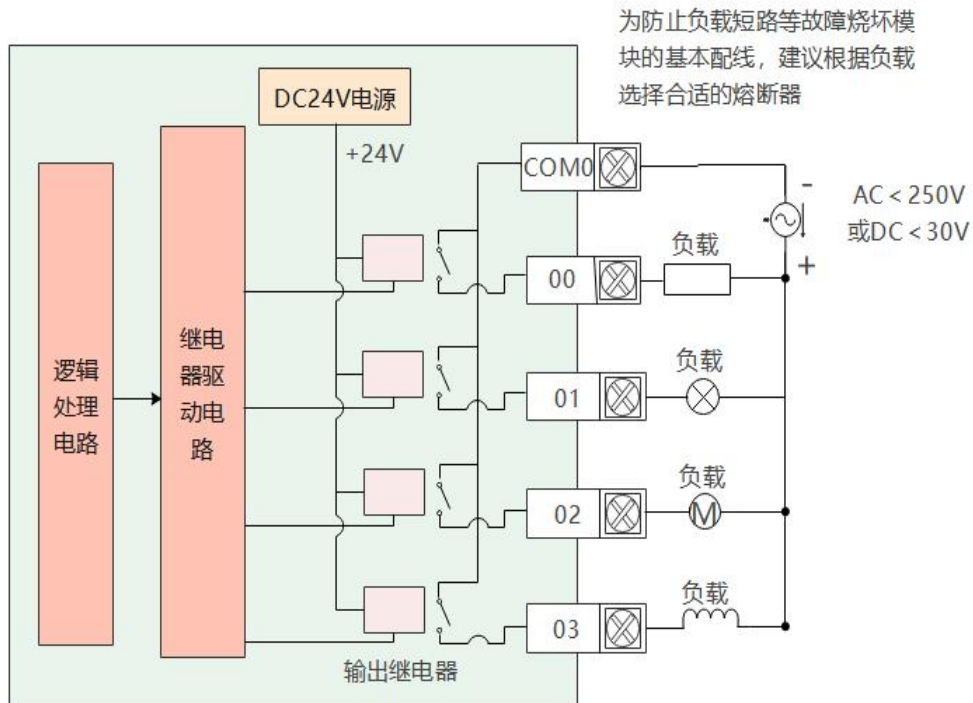 为防止负载短路等故障烧坏模
块的基本配线，建议根据负载
选择合适的熔断器
DC24V电源
+24V
COM0
-
AC＜250V
或DC＜30V
+
负载
00
逻辑
处理
电路
继电
器驱
动电
路
负载
01
负载
02
M
负载
03
输出继电器